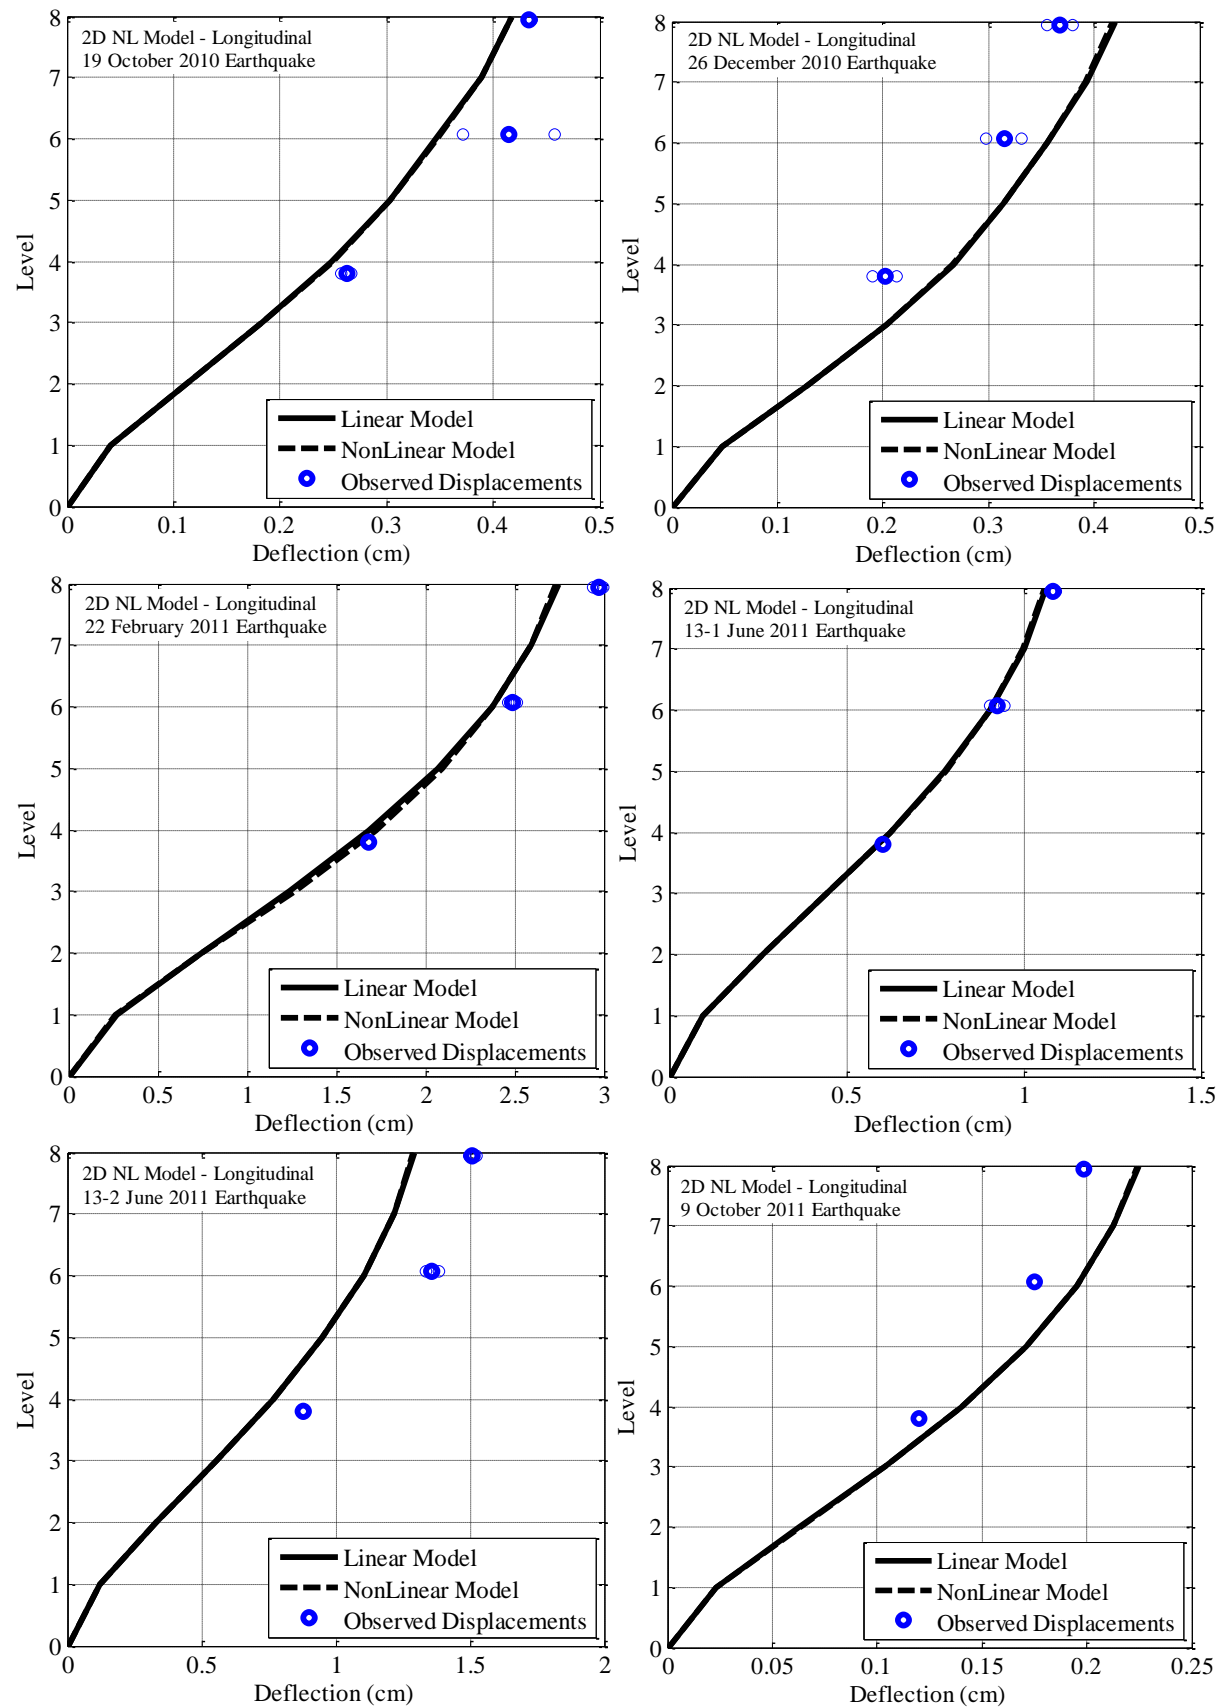 2D NL Model - Longitudinal
19 October 2010 Earthquake
Level
8
7
6
5
4
3
2
1
0
Linear Model
NonLinear Model
Observed Displacements
0 0.1 0.2 0.3 0.4 0.5
Deflection (cm)
2D NL Model - Longitudinal
26 December 2010 Earthquake
Level
8
7
6
5
4
3
2
1
0
Linear Model
NonLinear Model
Observed Displacements
0 0.1 0.2 0.3 0.4 0.5
Deflection (cm)
2D NL Model - Longitudinal
22 February 2011 Earthquake
Level
8
7
6
5
4
3
2
1
0
Linear Model
NonLinear Model
Observed Displacements
0 0.5 1 1.5 2 2.5 3
Deflection (cm)
2D NL Model - Longitudinal
13-1 June 2011 Earthquake
Level
8
7
6
5
4
3
2
1
0
Linear Model
NonLinear Model
Observed Displacements
0 0.5 1 1.5
Deflection (cm)
2D NL Model - Longitudinal
13-2 June 2011 Earthquake
Level
8
7
6
5
4
3
2
1
0
Linear Model
NonLinear Model
Observed Displacements
0 0.5 1 1.5 2
Deflection (cm)
2D NL Model - Longitudinal
9 October 2011 Earthquake
Level
8
7
6
5
4
3
2
1
0
Linear Model
NonLinear Model
Observed Displacements
0 0.05 0.1 0.15 0.2 0.25
Deflection (cm)